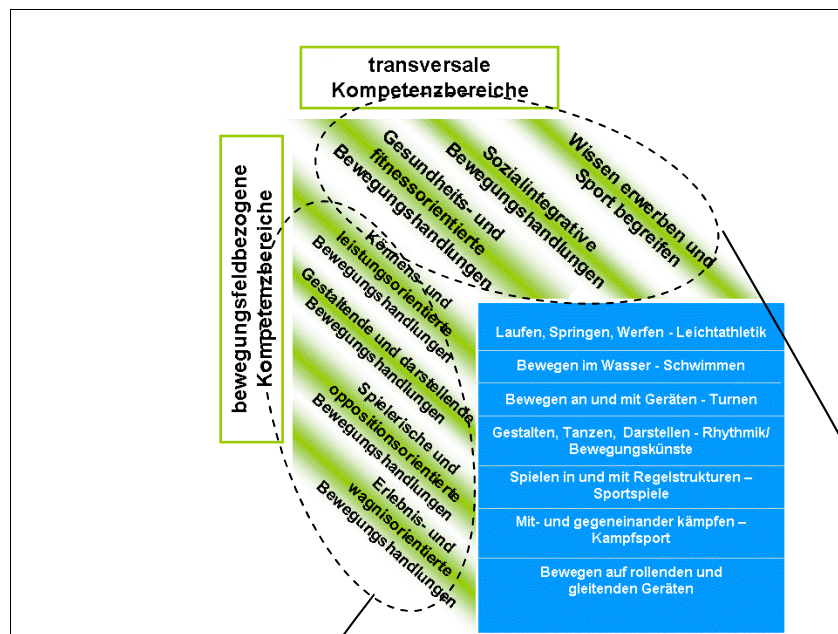 transversale
Kompetenzbereiche
bewegungsfeldbezogene
Kompetenzbereiche
Gesundheits- und
fitnessorientierte
Bewegungshandlungen
Sozialintegrative
Bewegungshandlungen
Wissen erwerben und
Sport begreifen
Könnens- und
leistungsorientierte
Bewegungshandlungen
Gestaltende und darstellende
Bewegungshandlungen
Spielerische und
oppositionsorientierte
Bewegungshandlungen
Erlebnis- und
wagnisorientierte
Bewegungshandlungen
Laufen, Springen, Werfen - Leichtathletik
Bewegen im Wasser - Schwimmen
Bewegen an und mit Geräten - Turnen
Gestalten, Tanzen, Darstellen - Rhythmik/
Bewegungskünste
Spielen in und mit Regelstrukturen –
Sportspiele
Mit- und gegeneinander kämpfen –
Kampfsport
Bewegen auf rollenden und
gleitenden Geräten